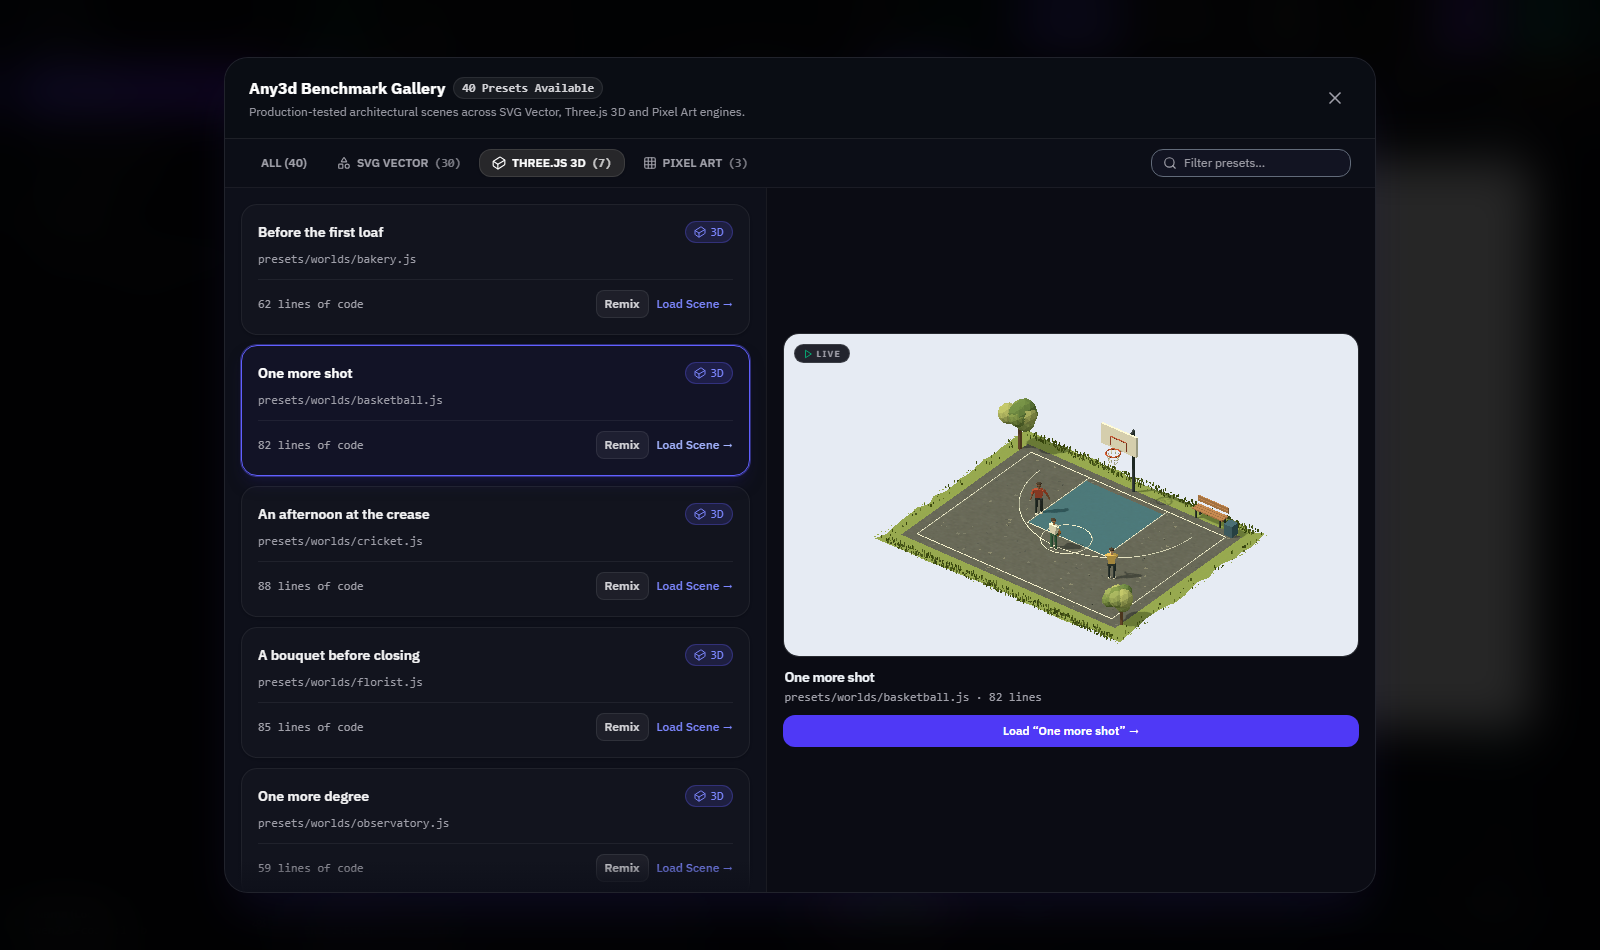 Any3d Benchmark Gallery 40 Presets Available
Production-tested architectural scenes across SVG Vector, Three.js 3D and Pixel Art engines.
ALL (40) SVG VECTOR (30) THREE.JS 3D (7) PIXEL ART (3) Filter presets...
Before the first loaf 3D
presets/worlds/bakery.js
62 lines of code Remix Load Scene →
One more shot 3D
presets/worlds/basketball.js
82 lines of code Remix Load Scene →
An afternoon at the crease 3D
presets/worlds/cricket.js
88 lines of code Remix Load Scene →
A bouquet before closing 3D
presets/worlds/florist.js
85 lines of code Remix Load Scene →
One more degree 3D
presets/worlds/observatory.js
59 lines of code Remix Load Scene →
LIVE
One more shot
presets/worlds/basketball.js · 82 lines
Load “One more shot” →